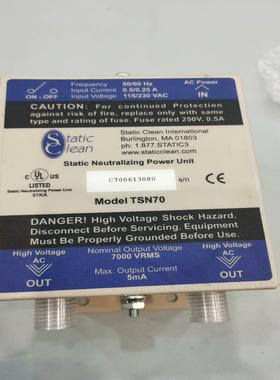 Frequency 50/60 Hz
Input Current 0.5/0.25 A
Input Voltage 115/230 VAC
ON - OFF
AC Power
IN
CAUTION: For continued Protection
against risk of fire, replace only with same
type and rating of fuse. Fuse rated 250V, 0.5A
Static
Clean
Static Clean International
Burlington, MA 01803
ph: 1.877.STATIC3
www.staticclean.com
Static Neutralizing Power Unit
C UL US
LISTED
Static Neutralizing Power Unit
51KA
C700613080 s/n
CE
Model TSN70
DANGER! High Voltage Shock Hazard.
Disconnect Before Servicing. Equipment
Must Be Properly Grounded Before Use.
High Voltage
AC
OUT
Nominal Output Voltage
7000 VRMS
Max. Output Current
5mA
High Voltage
AC
OUT